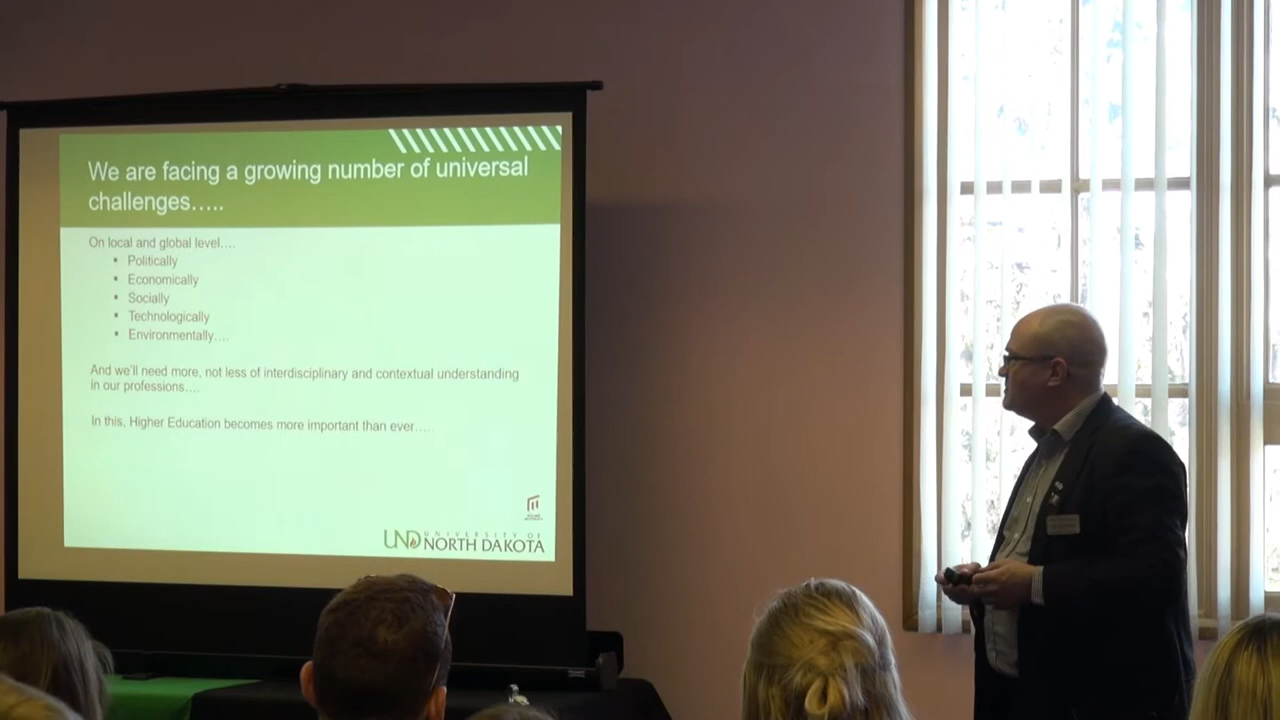 We are facing a growing number of universal
challenges.....
On local and global level....
▪ Politically
▪ Economically
▪ Socially
▪ Technologically
▪ Environmentally....
And we'll need more, not less of interdisciplinary and contextual understanding
in our professions....
In this, Higher Education becomes more important than ever.....
UND UNIVERSITY OF
NORTH DAKOTA